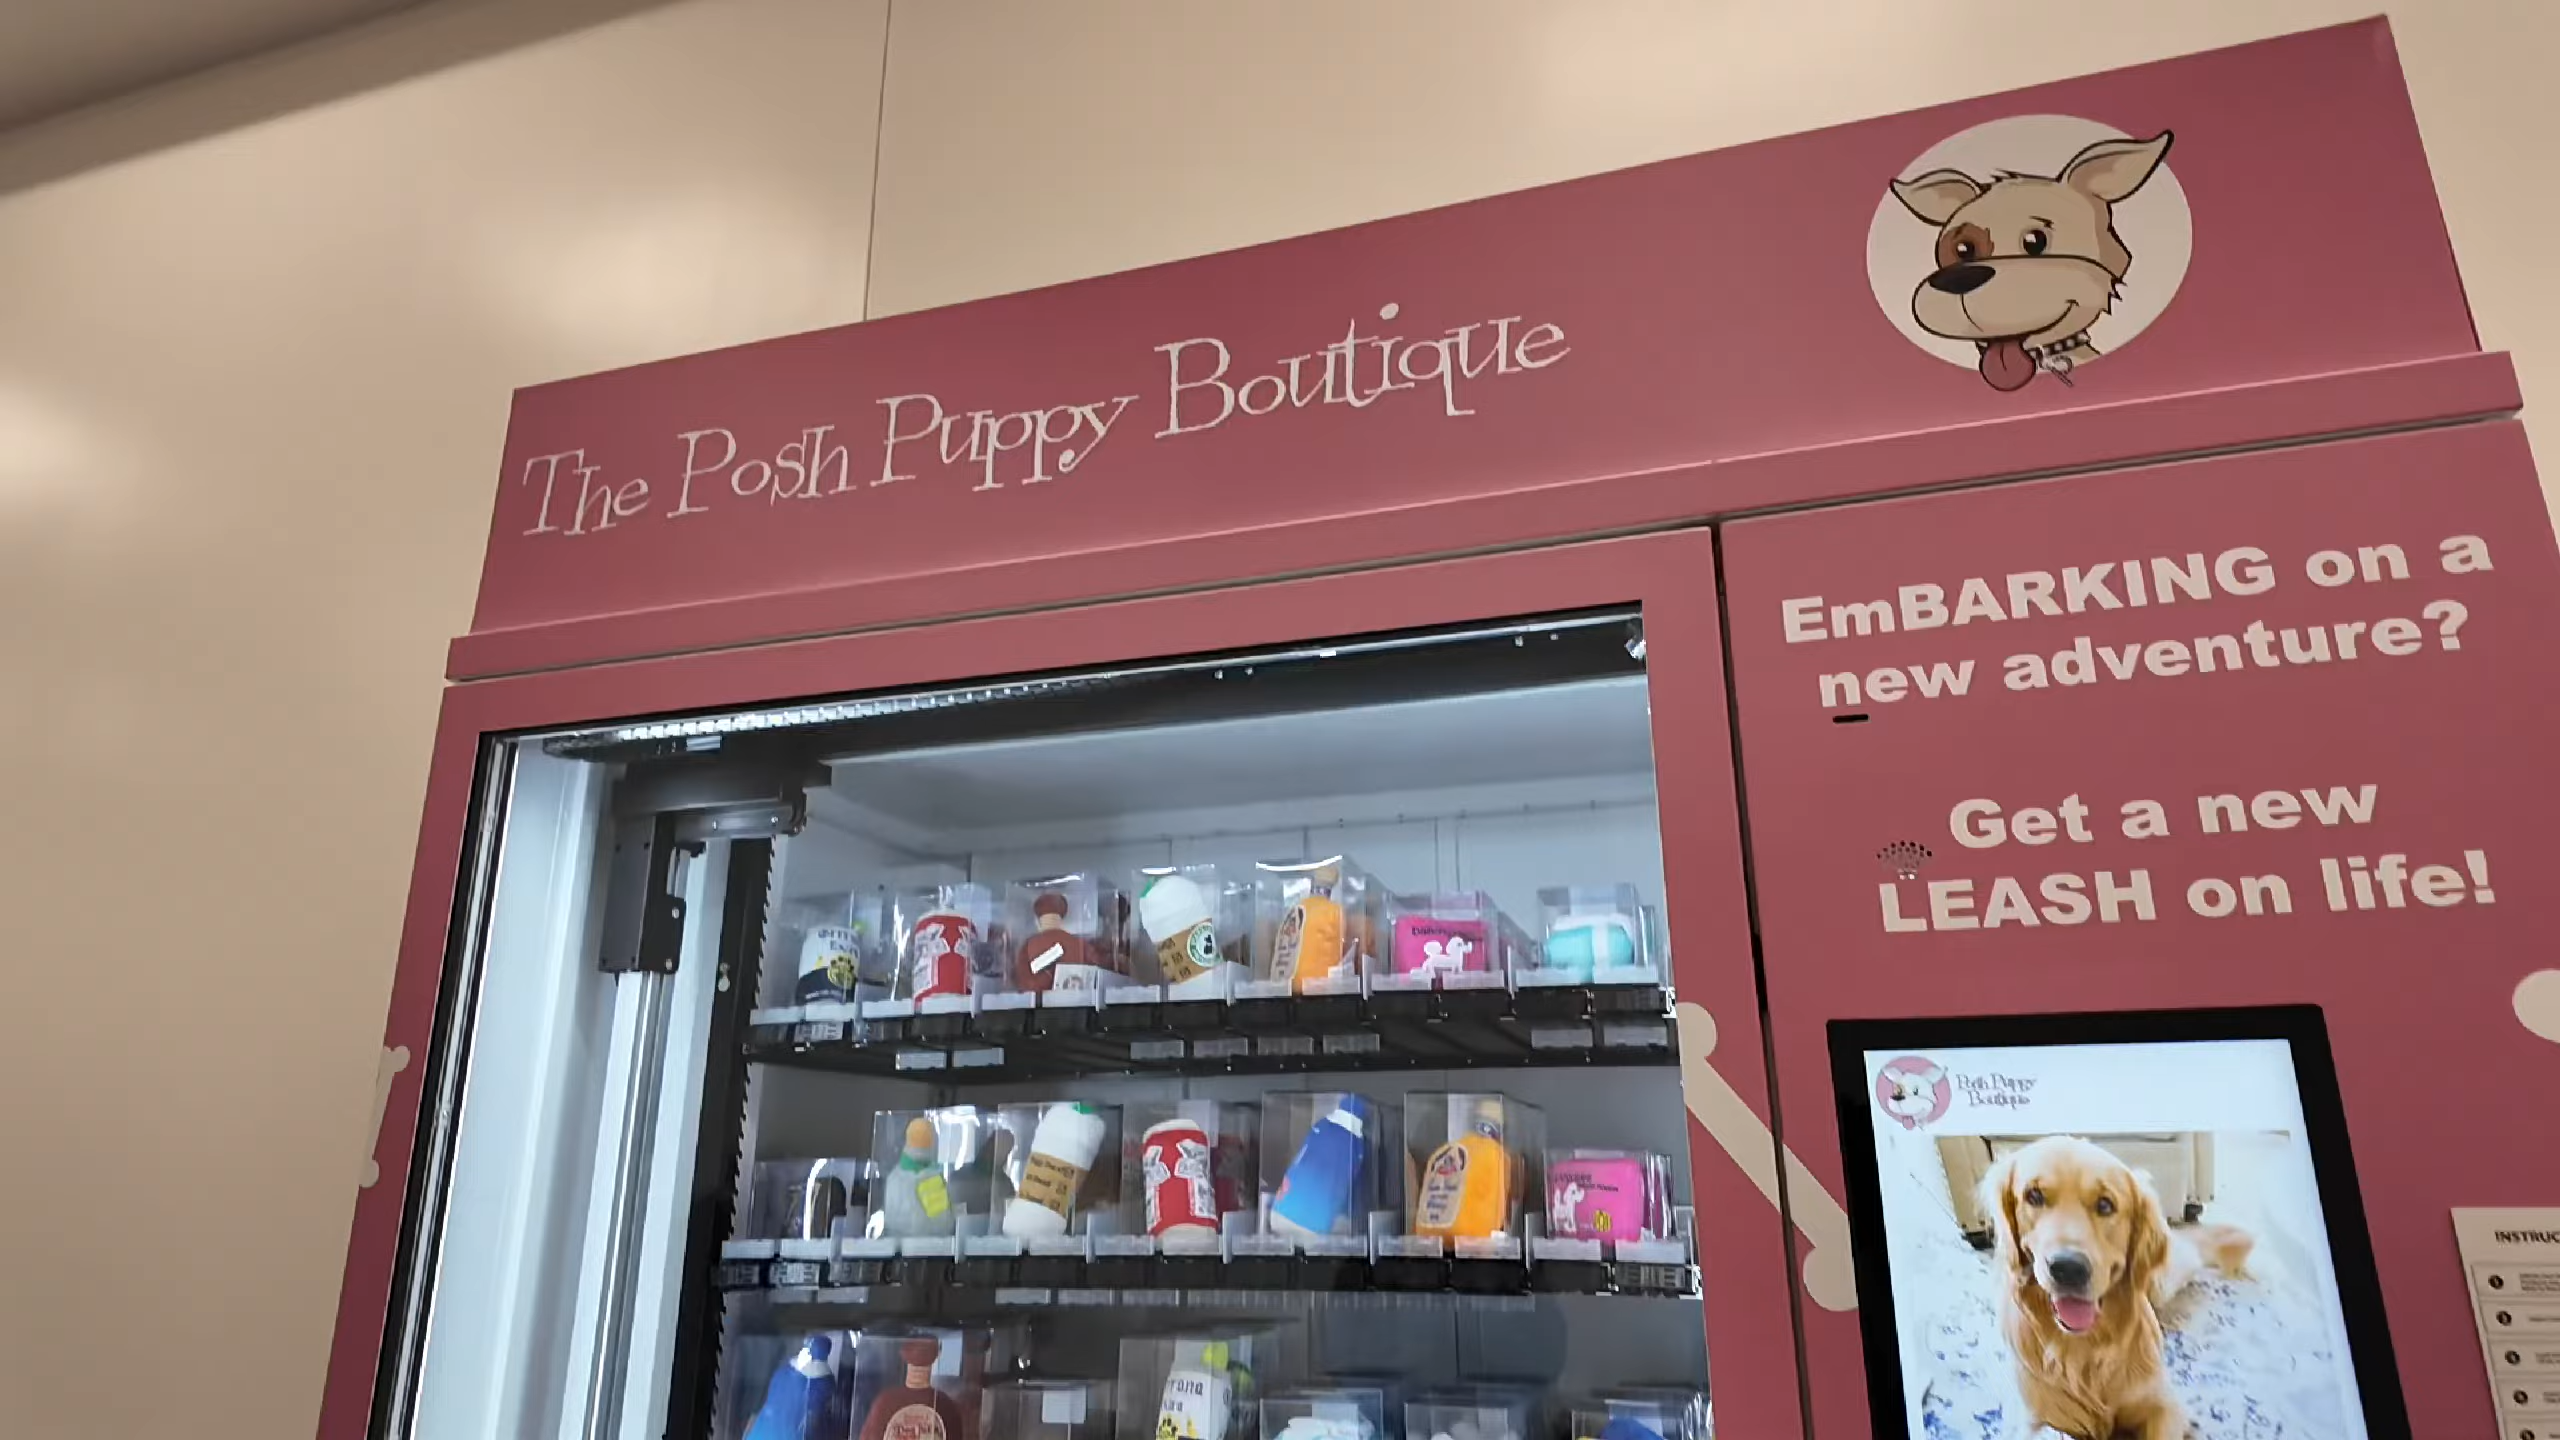 The Posh Puppy Boutique
EmBARKING on a
new adventure?
Get a new
LEASH on life!
Posh Puppy
Boutique